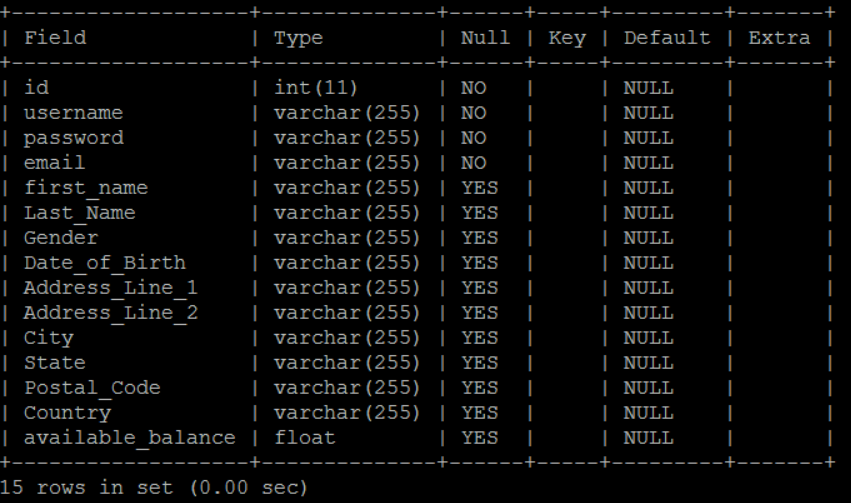 +-------------------+--------------+------+-----+---------+-------+
| Field             | Type         | Null | Key | Default | Extra |
+-------------------+--------------+------+-----+---------+-------+
| id                | int(11)      | NO   |     | NULL    |       |
| username          | varchar(255) | NO   |     | NULL    |       |
| password          | varchar(255) | NO   |     | NULL    |       |
| email             | varchar(255) | NO   |     | NULL    |       |
| first_name        | varchar(255) | YES  |     | NULL    |       |
| Last_Name         | varchar(255) | YES  |     | NULL    |       |
| Gender            | varchar(255) | YES  |     | NULL    |       |
| Date_of_Birth     | varchar(255) | YES  |     | NULL    |       |
| Address_Line_1    | varchar(255) | YES  |     | NULL    |       |
| Address_Line_2    | varchar(255) | YES  |     | NULL    |       |
| City              | varchar(255) | YES  |     | NULL    |       |
| State             | varchar(255) | YES  |     | NULL    |       |
| Postal_Code       | varchar(255) | YES  |     | NULL    |       |
| Country           | varchar(255) | YES  |     | NULL    |       |
| available_balance | float        | YES  |     | NULL    |       |
+-------------------+--------------+------+-----+---------+-------+
15 rows in set (0.00 sec)